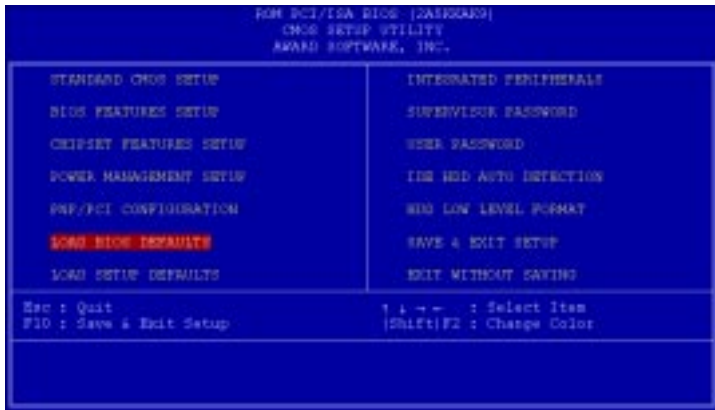 ROM PCI/ISA BIOS
CMOS SETUP UTILITY
AWARD SOFTWARE, INC.
STANDARD CMOS SETUP
BIOS FEATURES SETUP
CHIPSET FEATURES SETUP
POWER MANAGEMENT SETUP
PNP/PCI CONFIGURATION
LOAD BIOS DEFAULTS
LOAD SETUP DEFAULTS
INTEGRATED PERIPHERALS
SUPERVISOR PASSWORD
USER PASSWORD
IDE HDD AUTO DETECTION
HDD LOW LEVEL FORMAT
SAVE & EXIT SETUP
EXIT WITHOUT SAVING
Esc : Quit
F10 : Save & Exit Setup
↑ ↓ → ← : Select Item
(Shift)F2 : Change Color